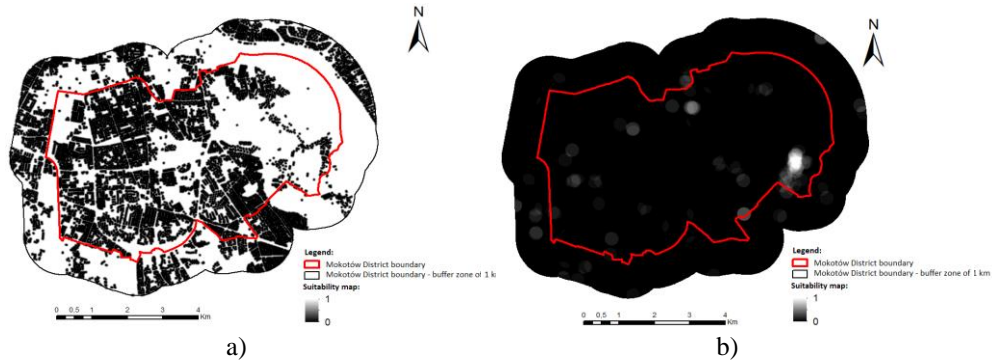 N
Legend:
Mokotów District boundary
Mokotów District boundary - buffer zone of 1 k
Suitability map:
1
0
0 0.5 1 2 3 4
Km
a)
N
Legend:
Mokotów District boundary
Mokotów District boundary - buffer zone of 1 km
Suitability map:
1
0
0 0.5 1 2 3 4
Km
b)